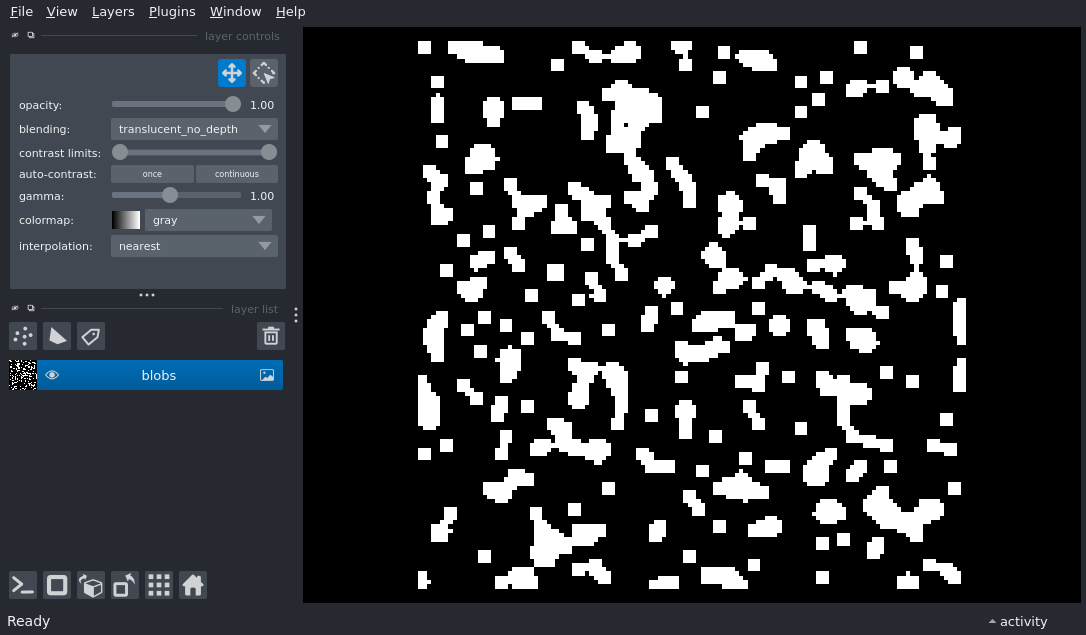 File View Layers Plugins Window Help
layer controls
opacity: 1.00
blending: translucent_no_depth
contrast limits:
auto-contrast: once continuous
gamma: 1.00
colormap: gray
interpolation: nearest
layer list
blobs
Ready activity